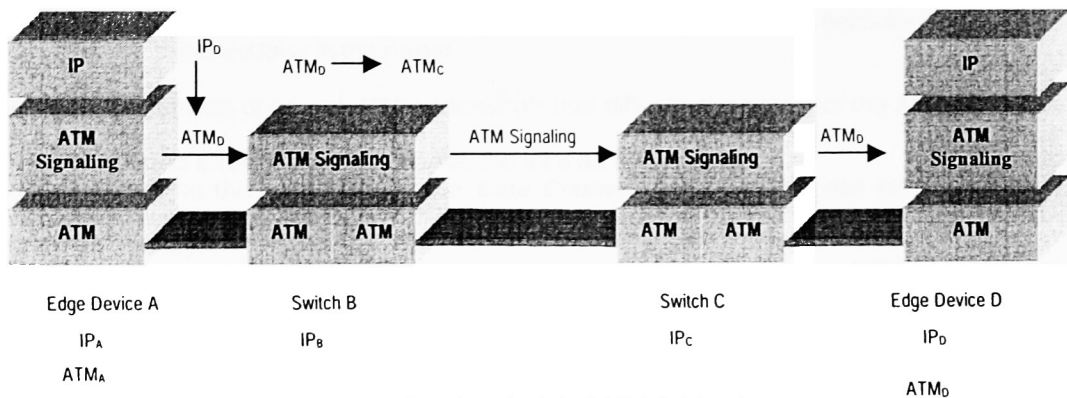 IP
IP_D
ATM_D
ATM_C
IP
ATM Signaling
ATM_D
ATM Signaling
ATM Signaling
ATM Signaling
ATM_D
ATM Signaling
ATM
ATM
ATM
ATM
ATM
ATM
Edge Device A
Switch B
Switch C
Edge Device D
IP_A
IP_B
IP_C
IP_D
ATM_A
ATM_D